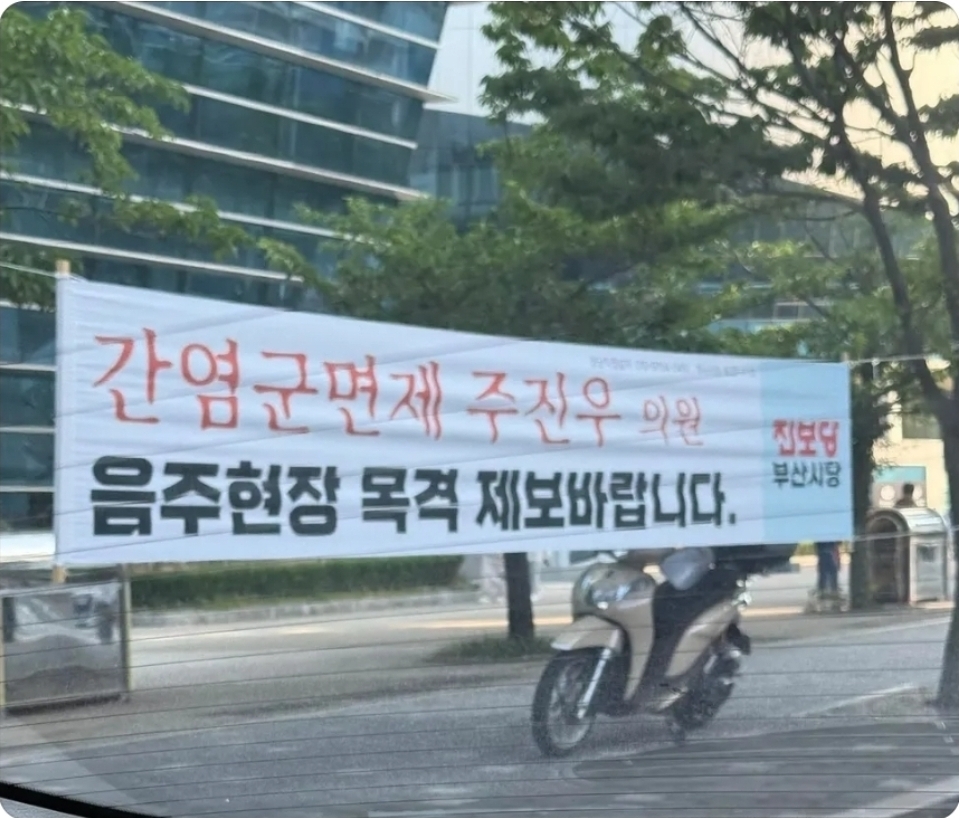 간염군면제 주진우 의원
음주현장 목격 제보바랍니다.
진보당
부산시당